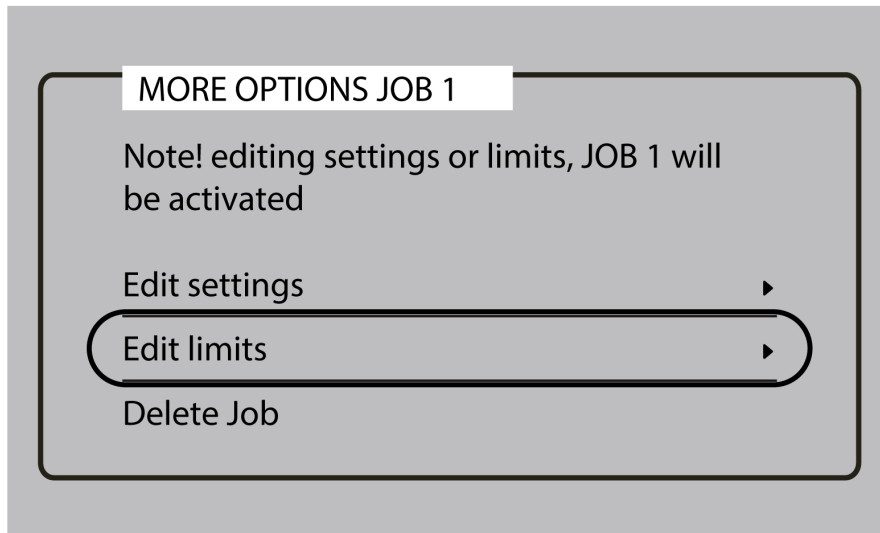 MORE OPTIONS JOB 1
Note! editing settings or limits, JOB 1 will
be activated
Edit settings
Edit limits
Delete Job